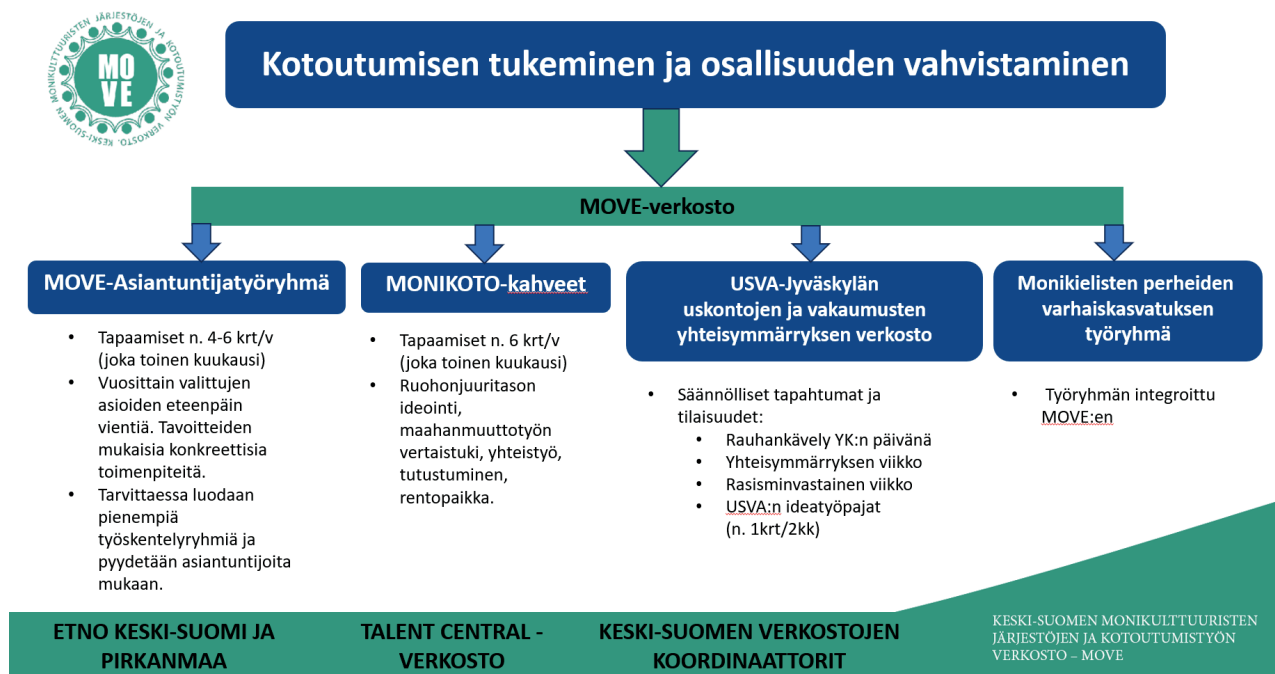 KESKI-SUOMEN MONIKULTTUURISTEN JÄRJESTÖJEN JA KOTOUTUMISTYÖN VERKOSTO.
MO
VE
Kotoutumisen tukeminen ja osallisuuden vahvistaminen
MOVE-verkosto
MOVE-Asiantuntijatyöryhmä
• Tapaamiset n. 4-6 krt/v
(joka toinen kuukausi)
• Vuosittain valittujen
asioiden eteenpäin
vientiä. Tavoitteiden
mukaisia konkreettisia
toimenpiteitä.
• Tarvittaessa luodaan
pienempiä
työskentelyryhmiä ja
pyydetään asiantuntijoita
mukaan.
MONIKOTO-kahveet
• Tapaamiset n. 6 krt/v
(joka toinen kuukausi)
• Ruohonjuuritason
ideointi,
maahanmuuttotyön
vertaistuki, yhteistyö,
tutustuminen,
rentopaikka.
USVA-Jyväskylän
uskontojen ja vakaumusten
yhteisymmärryksen verkosto
• Säännölliset tapahtumat ja
tilaisuudet:
• Rauhankävely YK:n päivänä
• Yhteisymmärryksen viikko
• Rasisminvastainen viikko
• USVA:n ideatyöpajat
(n. 1krt/2kk)
Monikielisten perheiden
varhaiskasvatuksen
työryhmä
• Työryhmän integroittu
MOVE:en
ETNO KESKI-SUOMI JA
PIRKANMAA
TALENT CENTRAL -
VERKOSTO
KESKI-SUOMEN VERKOSTOJEN
KOORDINAATTORIT
KESKI-SUOMEN MONIKULTTUURISTEN
JÄRJESTÖJEN JA KOTOUTUMISTYÖN
VERKOSTO – MOVE